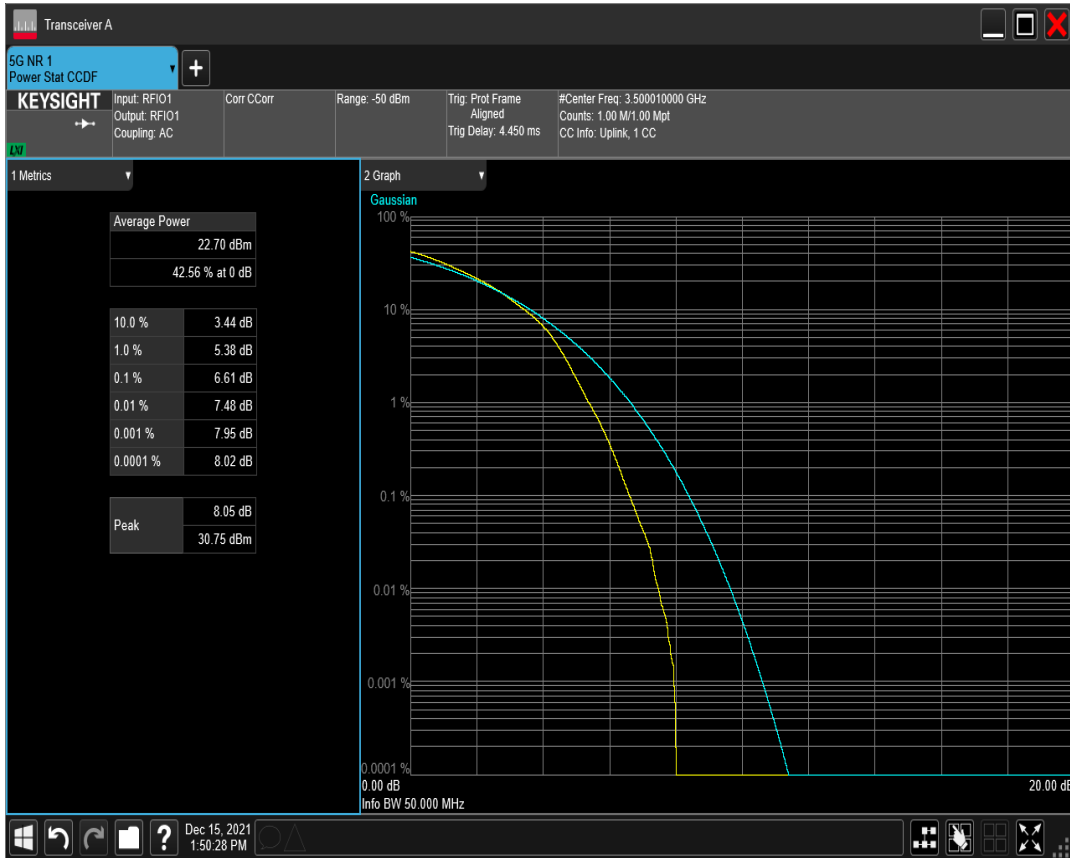 Transceiver A
5G NR 1
Power Stat CCDF
KEYSIGHT
LXI
Input: RFIO1
Output: RFIO1
Coupling: AC
Corr CCorr
Range: -50 dBm
Trig: Prot Frame
Aligned
Trig Delay: 4.450 ms
#Center Freq: 3.500010000 GHz
Counts: 1.00 M/1.00 Mpt
CC Info: Uplink, 1 CC
1 Metrics
Average Power
22.70 dBm
42.56 % at 0 dB
10.0 % 3.44 dB
1.0 % 5.38 dB
0.1 % 6.61 dB
0.01 % 7.48 dB
0.001 % 7.95 dB
0.0001 % 8.02 dB
Peak
8.05 dB
30.75 dBm
2 Graph
Gaussian
100 %
10 %
1 %
0.1 %
0.01 %
0.001 %
0.0001 %
0.00 dB
20.00 dB
Info BW 50.000 MHz
?
Dec 15, 2021
1:50:28 PM